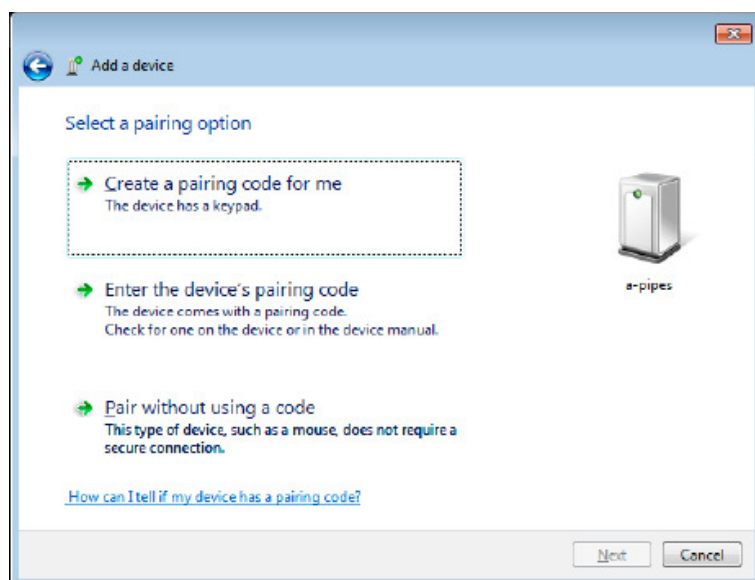 Add a device
Select a pairing option
Create a pairing code for me
The device has a keypad.
a-pipes
Enter the device's pairing code
The device comes with a pairing code.
Check for one on the device or in the device manual.
Pair without using a code
This type of device, such as a mouse, does not require a
secure connection.
How can I tell if my device has a pairing code?
Next
Cancel